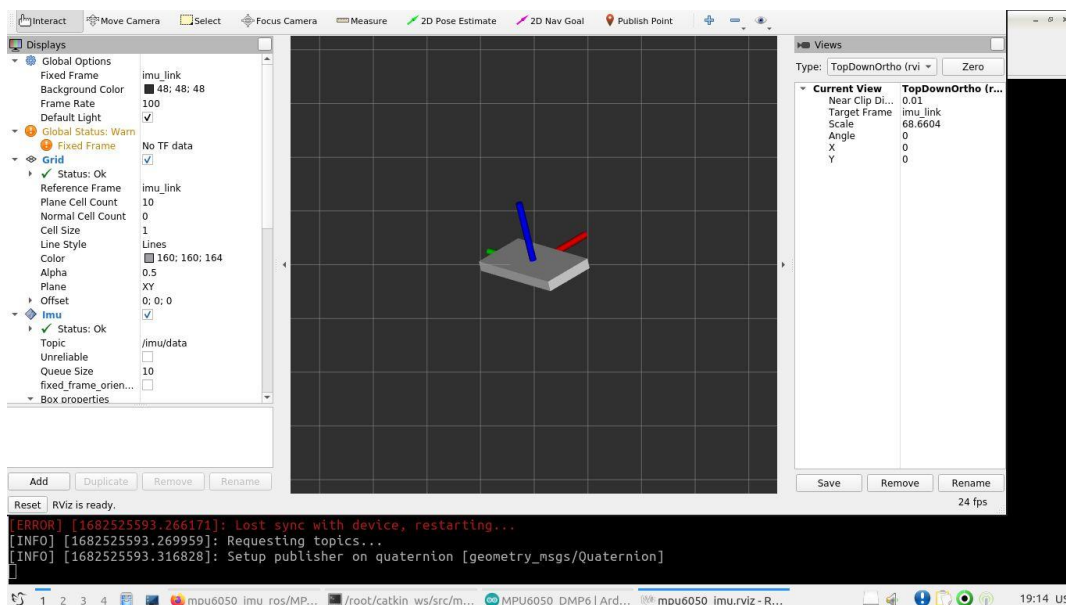 Interact Move Camera Select Focus Camera Measure 2D Pose Estimate 2D Nav Goal Publish Point
Displays
Global Options
Fixed Frame imu_link
Background Color 48; 48; 48
Frame Rate 100
Default Light
Global Status: Warn
Fixed Frame No TF data
Grid
Status: Ok
Reference Frame imu_link
Plane Cell Count 10
Normal Cell Count 0
Cell Size 1
Line Style Lines
Color 160; 160; 164
Alpha 0.5
Plane XY
Offset 0; 0; 0
Imu
Status: Ok
Topic /imu/data
Unreliable
Queue Size 10
fixed_frame_orien...
Box properties
Add Duplicate Remove Rename
Views
Type: TopDownOrtho (rvi Zero
Current View TopDownOrtho (r...
Near Clip Di... 0.01
Target Frame imu_link
Scale 68.6604
Angle 0
X 0
Y 0
Save Remove Rename
Reset RViz is ready. 24 fps
[ERROR] [1682525593.266171]: Lost sync with device, restarting...
[INFO] [1682525593.269959]: Requesting topics...
[INFO] [1682525593.316828]: Setup publisher on quaternion [geometry_msgs/Quaternion]
1 2 3 4 mpu6050_imu_ros/MP... /root/catkin_ws/src/m... MPU6050_DMP6 | Ard... mpu6050_imu.rviz - R... 19:14 US